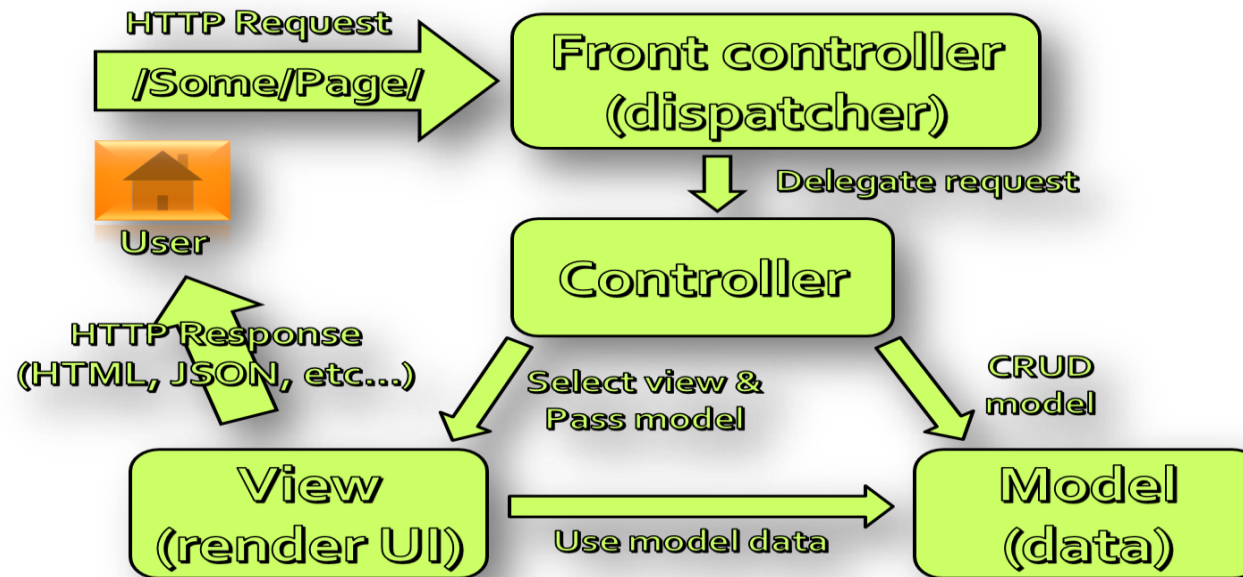 HTTP Request
/Some/Page/
Front controller
(dispatcher)
Delegate request
User
Controller
HTTP Response
(HTML, JSON, etc...)
Select view &
Pass model
CRUD
model
View
(render UI)
Use model data
Model
(data)